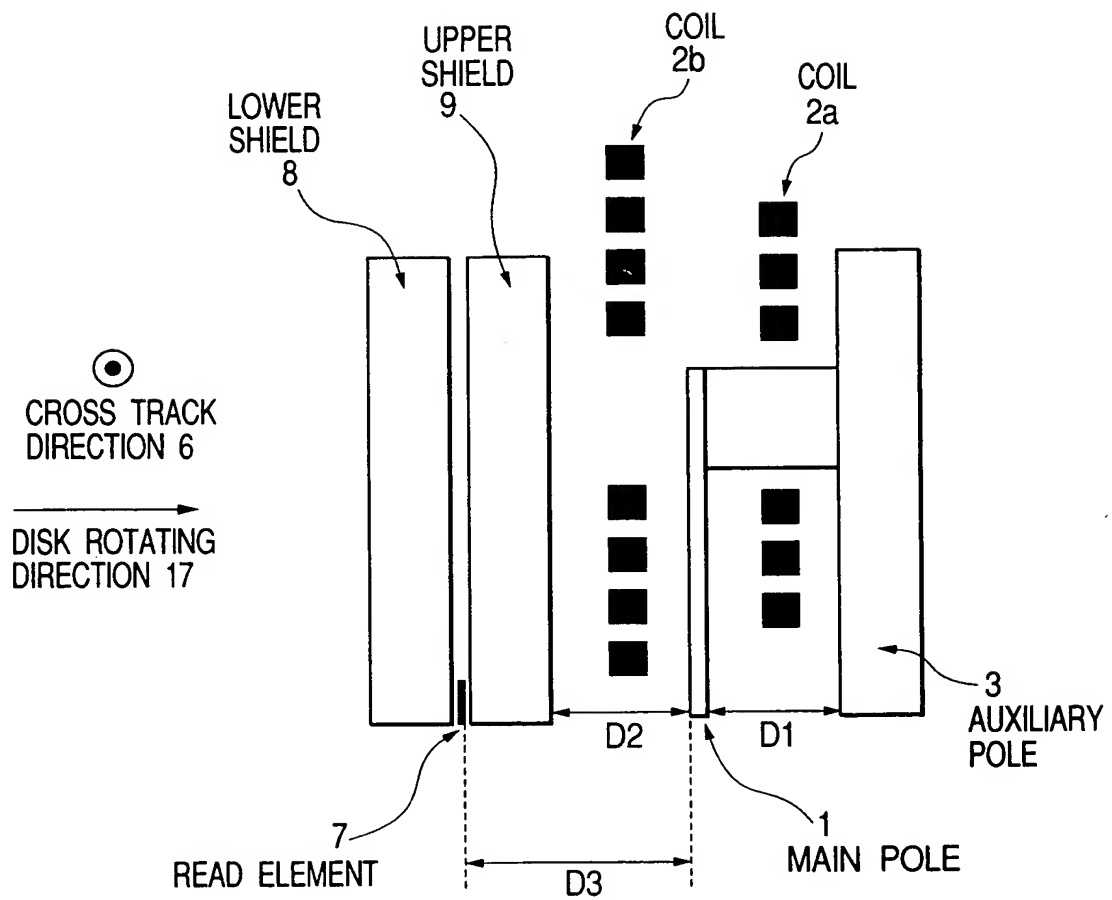 COIL
2b
UPPER
SHIELD
9
COIL
2a
LOWER
SHIELD
8
CROSS TRACK
DIRECTION 6
DISK ROTATING
DIRECTION 17
D2
D1
3
AUXILIARY
POLE
7
READ ELEMENT
1
MAIN POLE
D3